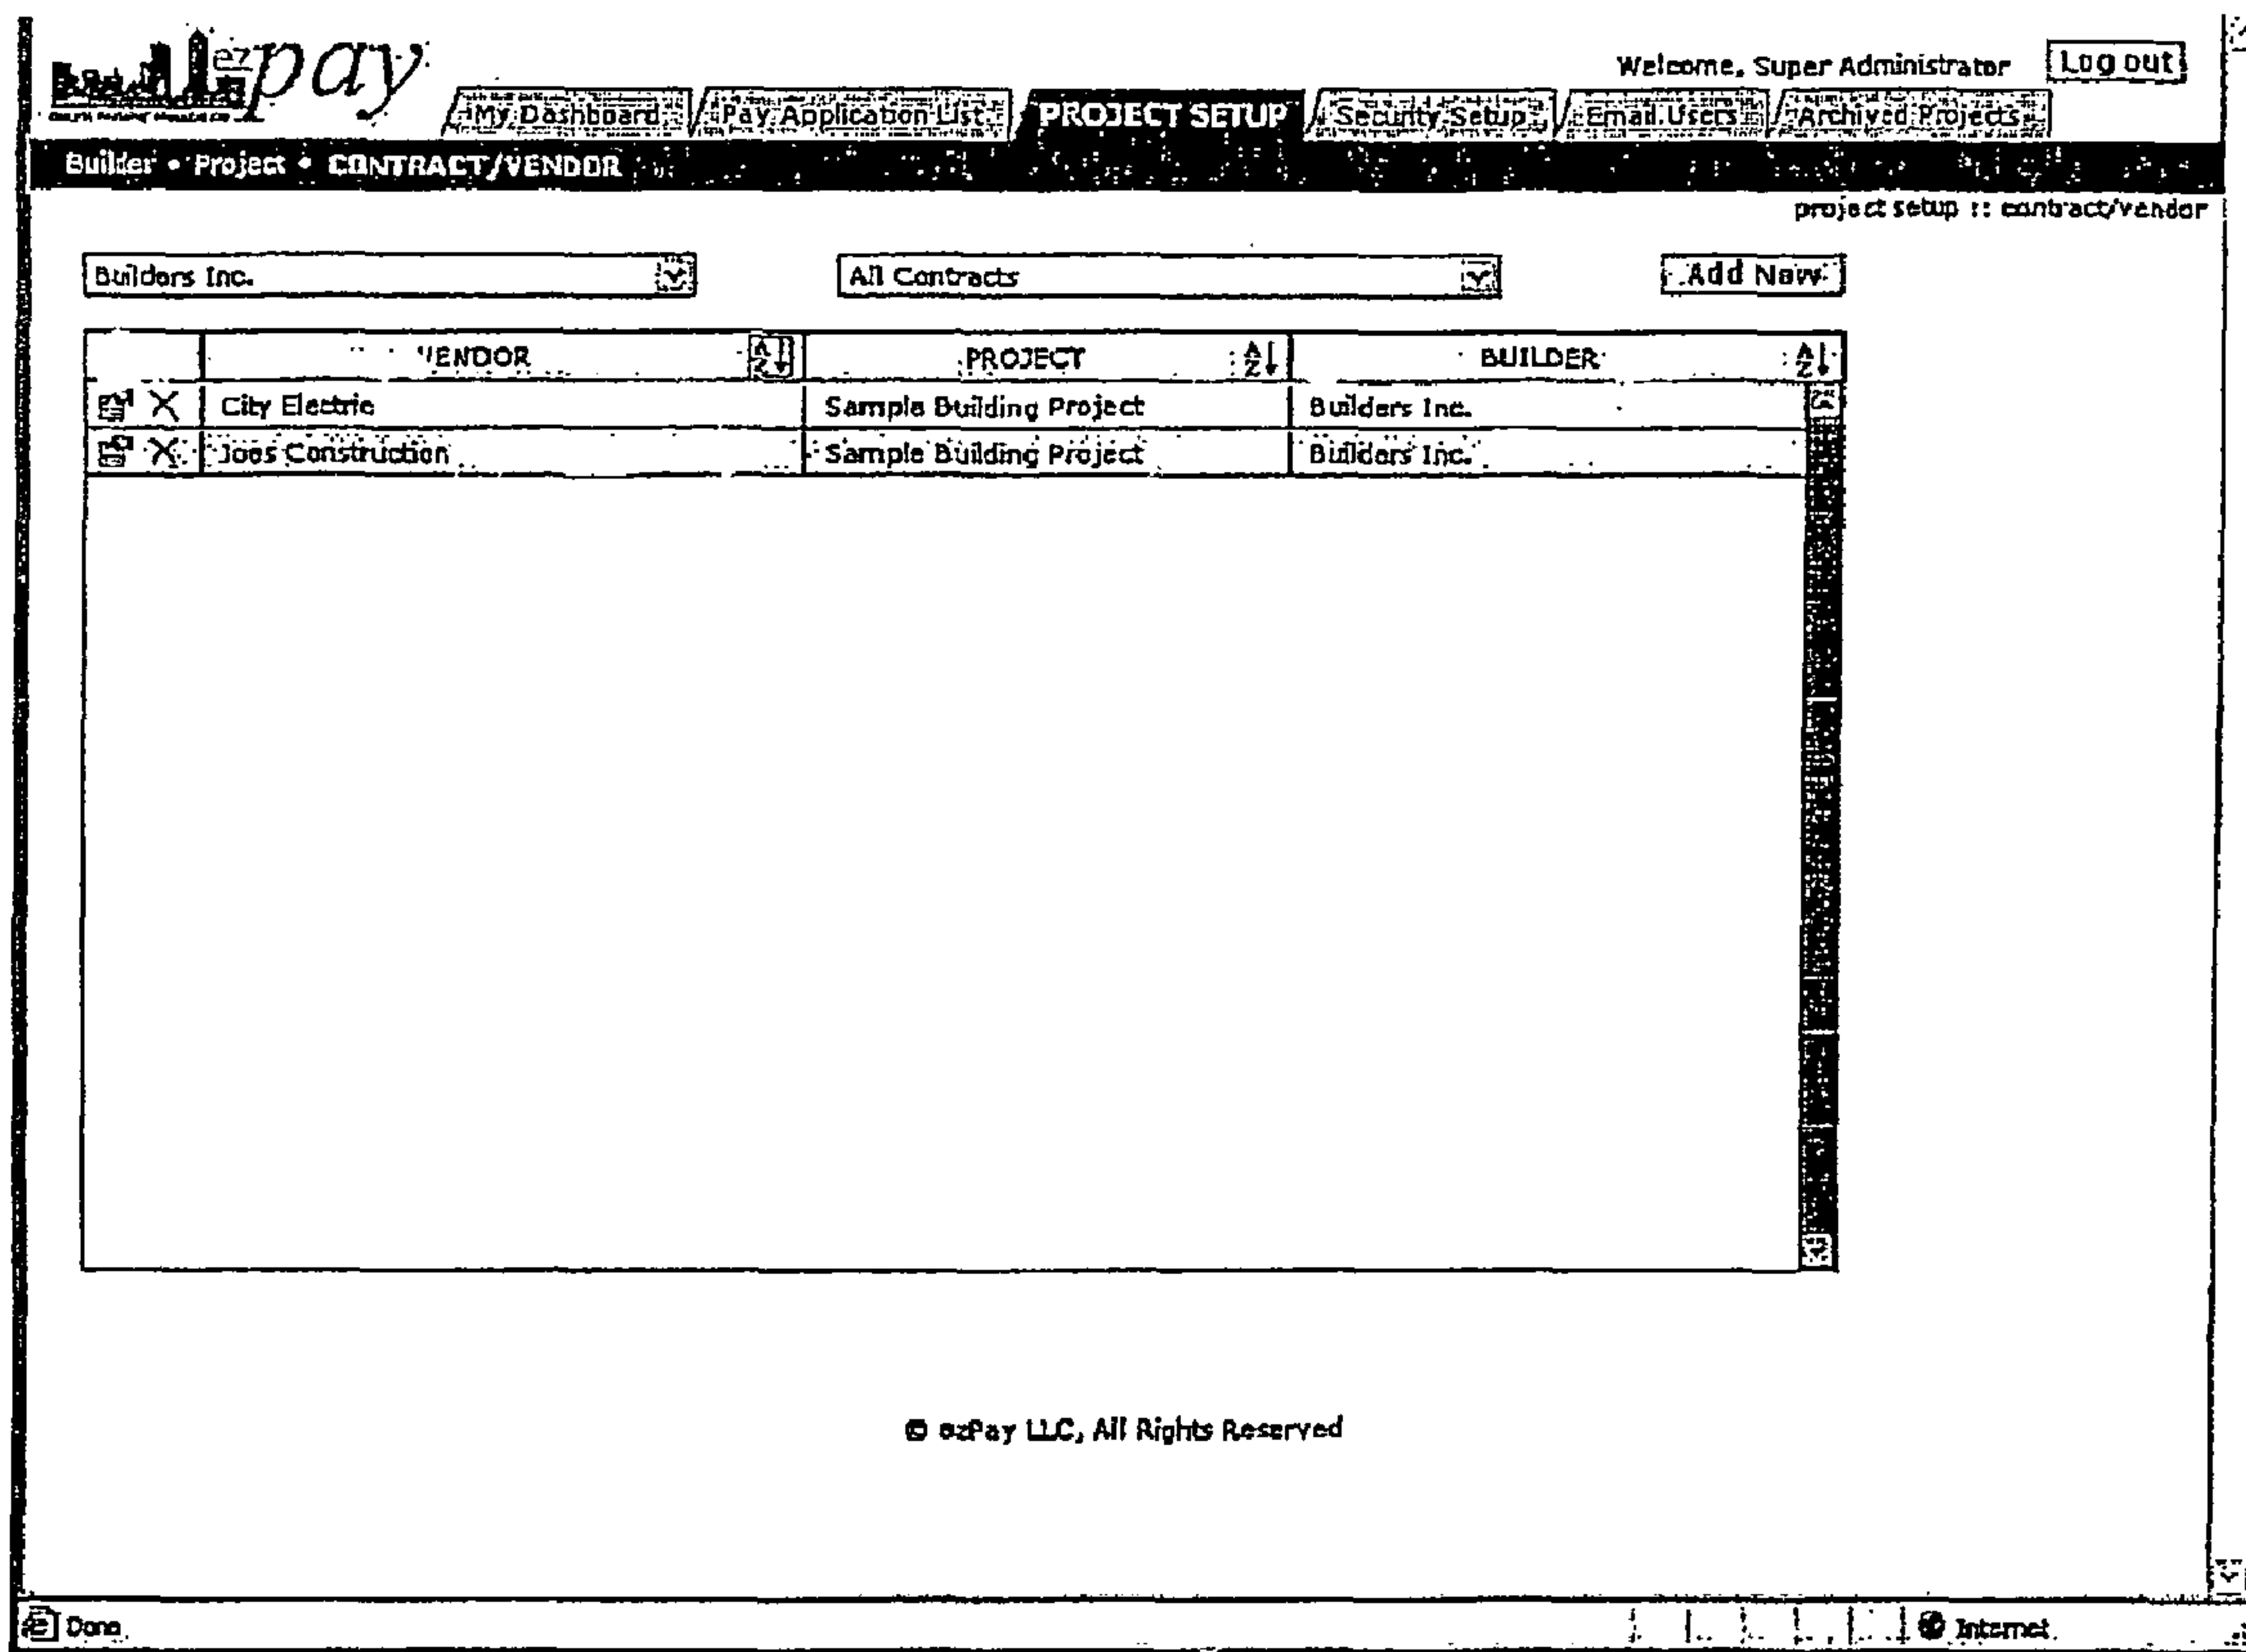 ez pay
Welcome, Super Administrator Log out
My Dashboard Pay Application List PROJECT SETUP Security Setup Email Users Archived Projects
Builder • Project • CONTRACT/VENDOR
project setup :: contract/vendor
Builders Inc. All Contracts Add New
VENDOR PROJECT BUILDER
City Electric Sample Building Project Builders Inc.
Joes Construction Sample Building Project Builders Inc.
© ezPay LLC, All Rights Reserved
Done Internet